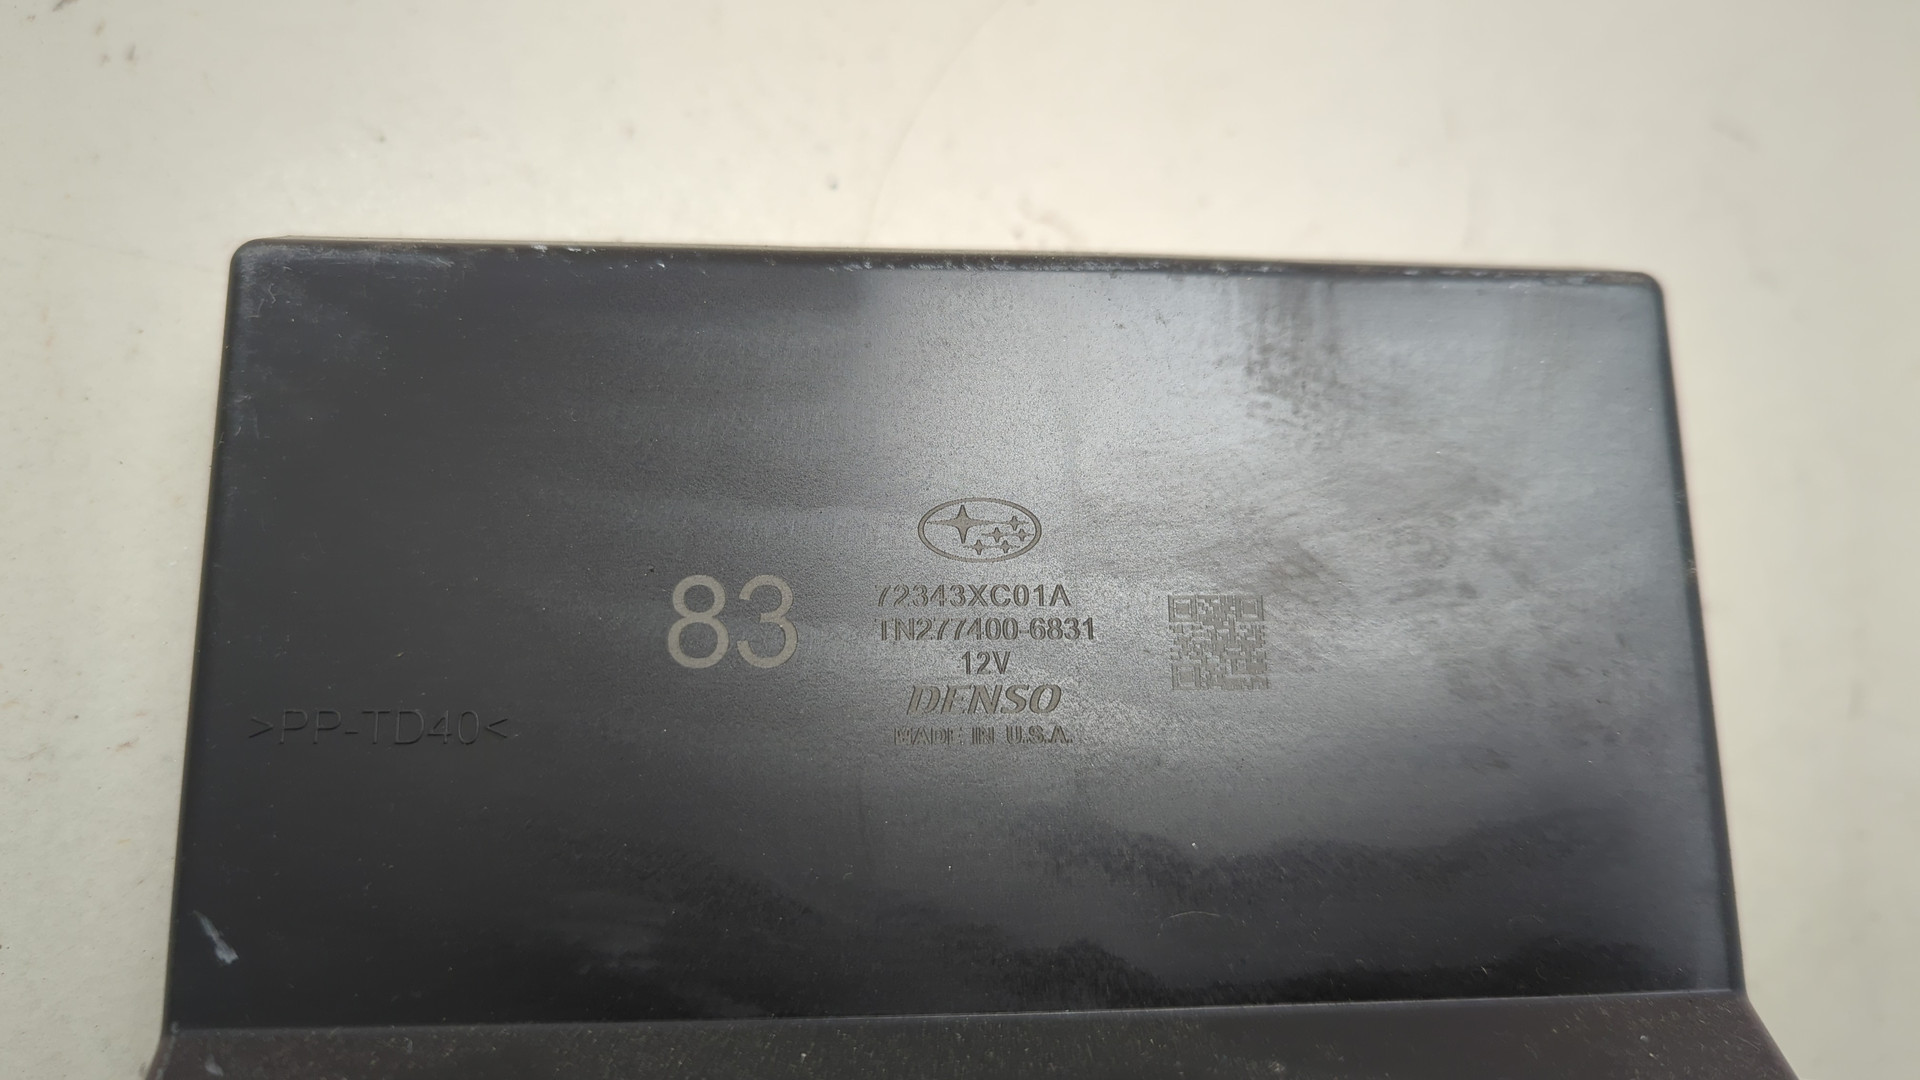 83
72343XC01A
TN277400-6831
12V
DENSO
MADE IN U.S.A.
>PP-TD40<